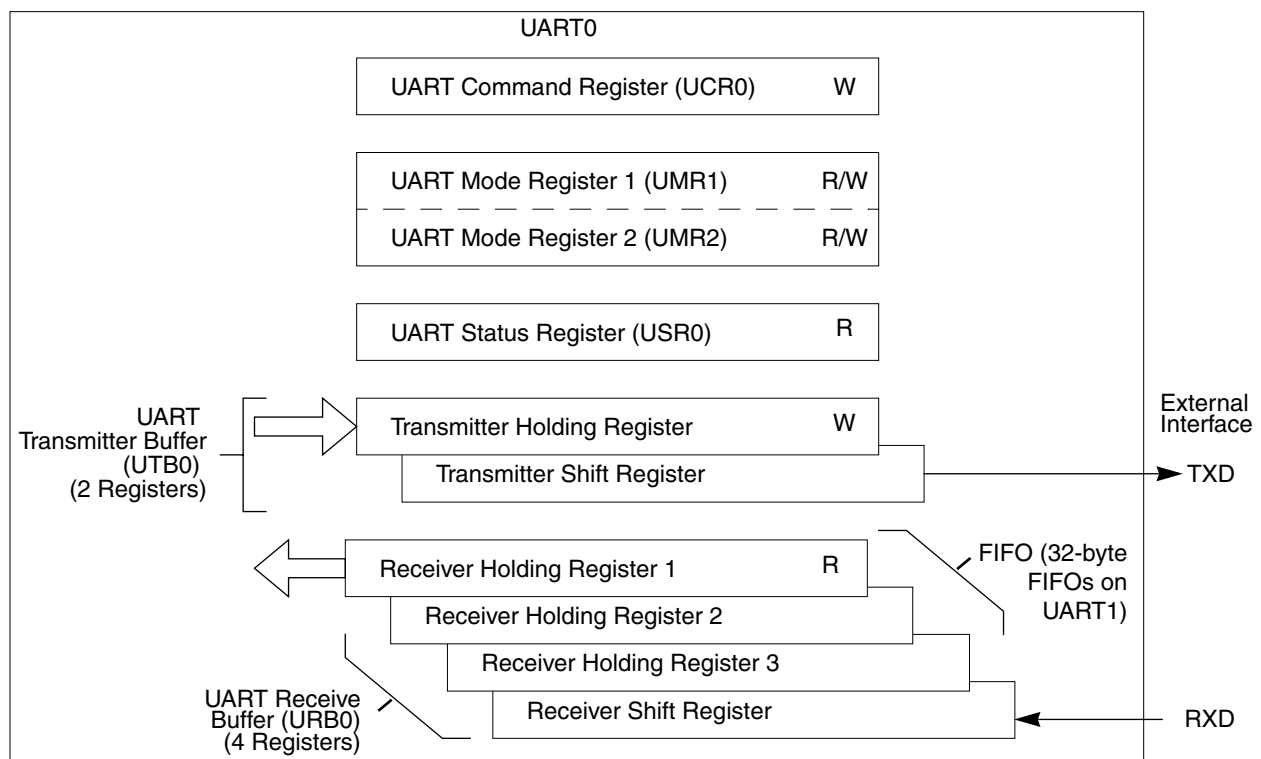 UART0
UART Command Register (UCR0) W
UART Mode Register 1 (UMR1) R/W
UART Mode Register 2 (UMR2) R/W
UART Status Register (USR0) R
UART
Transmitter Buffer
(UTB0)
(2 Registers)
Transmitter Holding Register W
Transmitter Shift Register
External
Interface
TXD
Receiver Holding Register 1 R
Receiver Holding Register 2
Receiver Holding Register 3
Receiver Shift Register
FIFO (32-byte
FIFOs on
UART1)
UART Receive
Buffer (URB0)
(4 Registers)
RXD